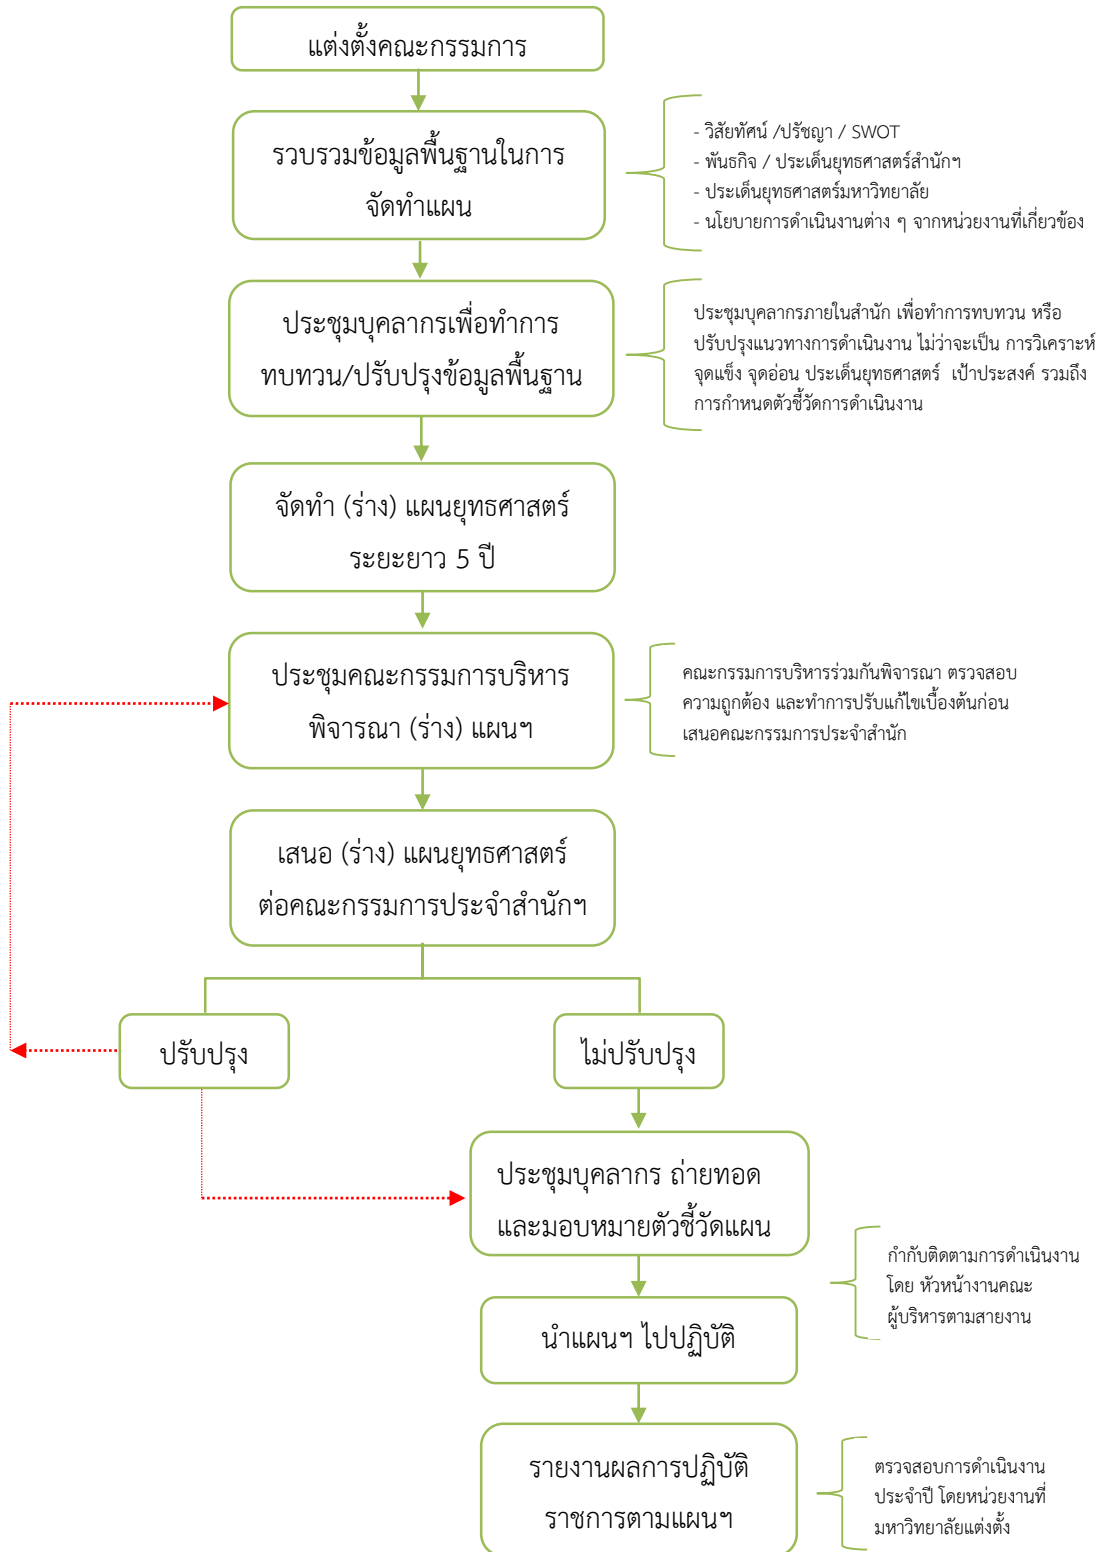 แต่งตั้งคณะกรรมการ
รวบรวมข้อมูลพื้นฐานในการ
จัดทำแผน
- วิสัยทัศน์ /ปรัชญา / SWOT
- พันธกิจ / ประเด็นยุทธศาสตร์สำนักฯ
- ประเด็นยุทธศาสตร์มหาวิทยาลัย
- นโยบายการดำเนินงานต่าง ๆ จากหน่วยงานที่เกี่ยวข้อง
ประชุมบุคลากรเพื่อทำการ
ทบทวน/ปรับปรุงข้อมูลพื้นฐาน
ประชุมบุคลากรภายในสำนัก เพื่อทำการทบทวน หรือ
ปรับปรุงแนวทางการดำเนินงาน ไม่ว่าจะเป็น การวิเคราะห์
จุดแข็ง จุดอ่อน ประเด็นยุทธศาสตร์ เป้าประสงค์ รวมถึง
การกำหนดตัวชี้วัดการดำเนินงาน
จัดทำ (ร่าง) แผนยุทธศาสตร์
ระยะยาว 5 ปี
ประชุมคณะกรรมการบริหาร
พิจารณา (ร่าง) แผนฯ
คณะกรรมการบริหารร่วมกันพิจารณา ตรวจสอบ
ความถูกต้อง และทำการปรับแก้ไขเบื้องต้นก่อน
เสนอคณะกรรมการประจำสำนัก
เสนอ (ร่าง) แผนยุทธศาสตร์
ต่อคณะกรรมการประจำสำนักฯ
ปรับปรุง
ไม่ปรับปรุง
ประชุมบุคลากร ถ่ายทอด
และมอบหมายตัวชี้วัดแผน
กำกับติดตามการดำเนินงาน
โดย หัวหน้างานคณะ
ผู้บริหารตามสายงาน
นำแผนฯ ไปปฏิบัติ
รายงานผลการปฏิบัติ
ราชการตามแผนฯ
ตรวจสอบการดำเนินงาน
ประจำปี โดยหน่วยงานที่
มหาวิทยาลัยแต่งตั้ง